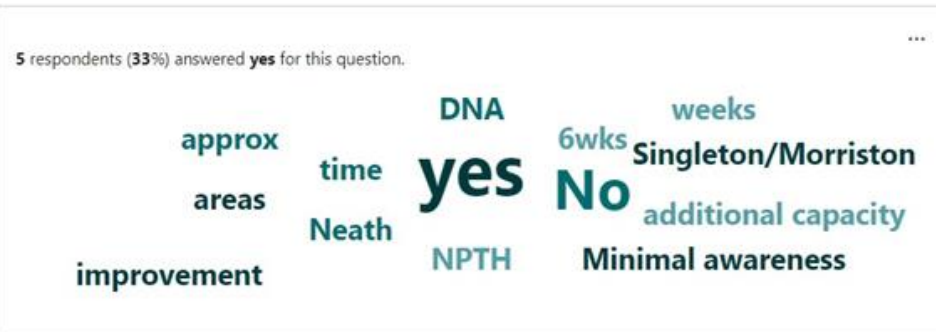 ...
5 respondents (33%) answered yes for this question.
DNA
weeks
approx
6wks
Singleton/Morriston
time
yes
No
areas
additional capacity
Neath
NPTH
Minimal awareness
improvement